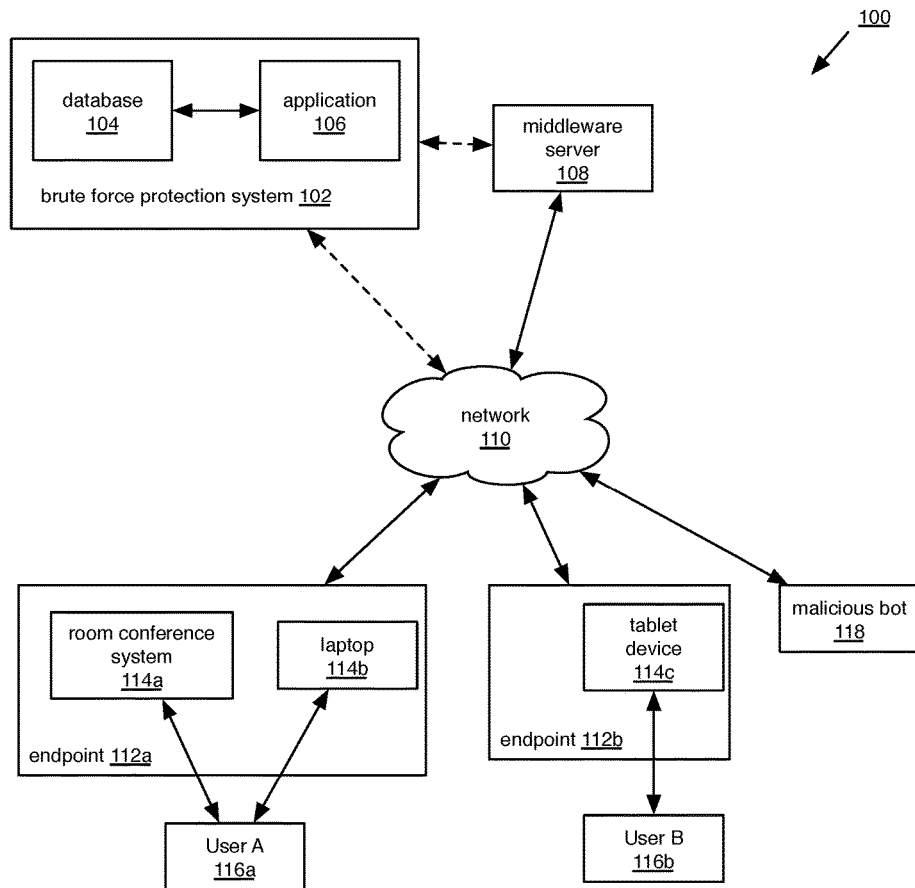 100
database
104
application
106
brute force protection system 102
middleware
server
108
network
110
room conference
system
114a
laptop
114b
endpoint 112a
tablet
device
114c
endpoint 112b
malicious bot
118
User A
116a
User B
116b